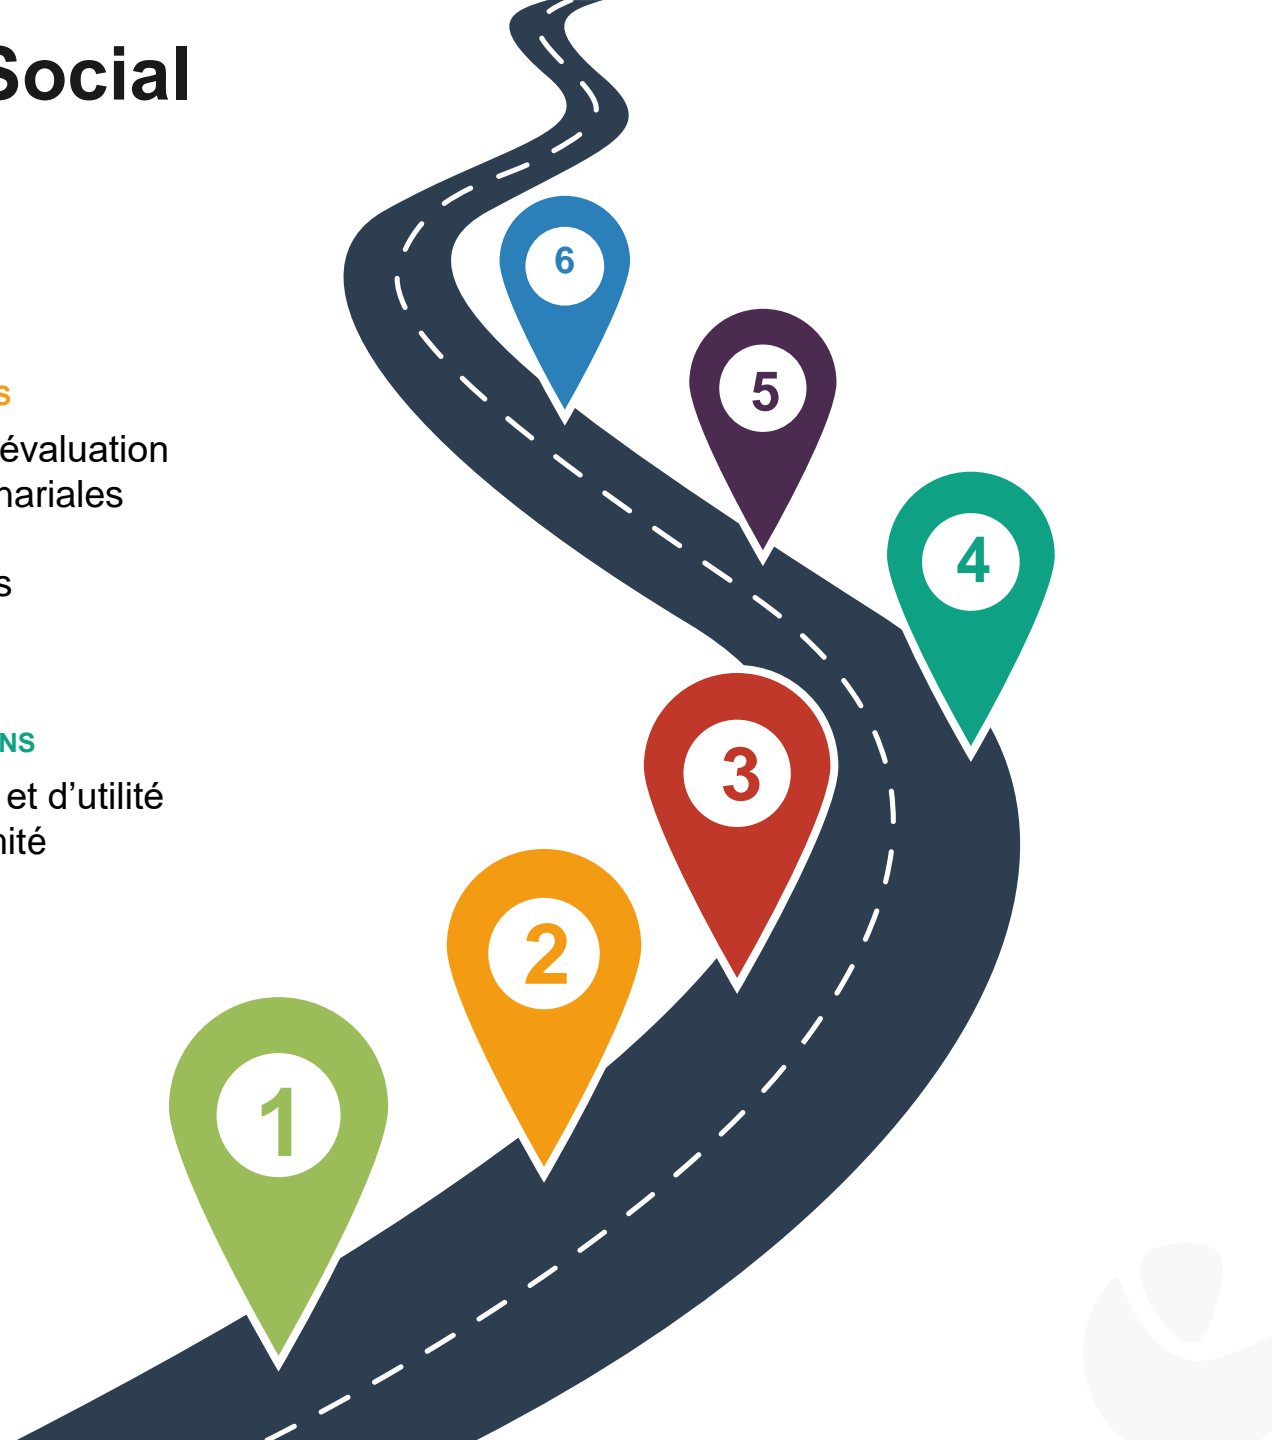 Social
S
évaluation
nariales
s
NS
et d’utilité
nité
6
5
4
3
2
1